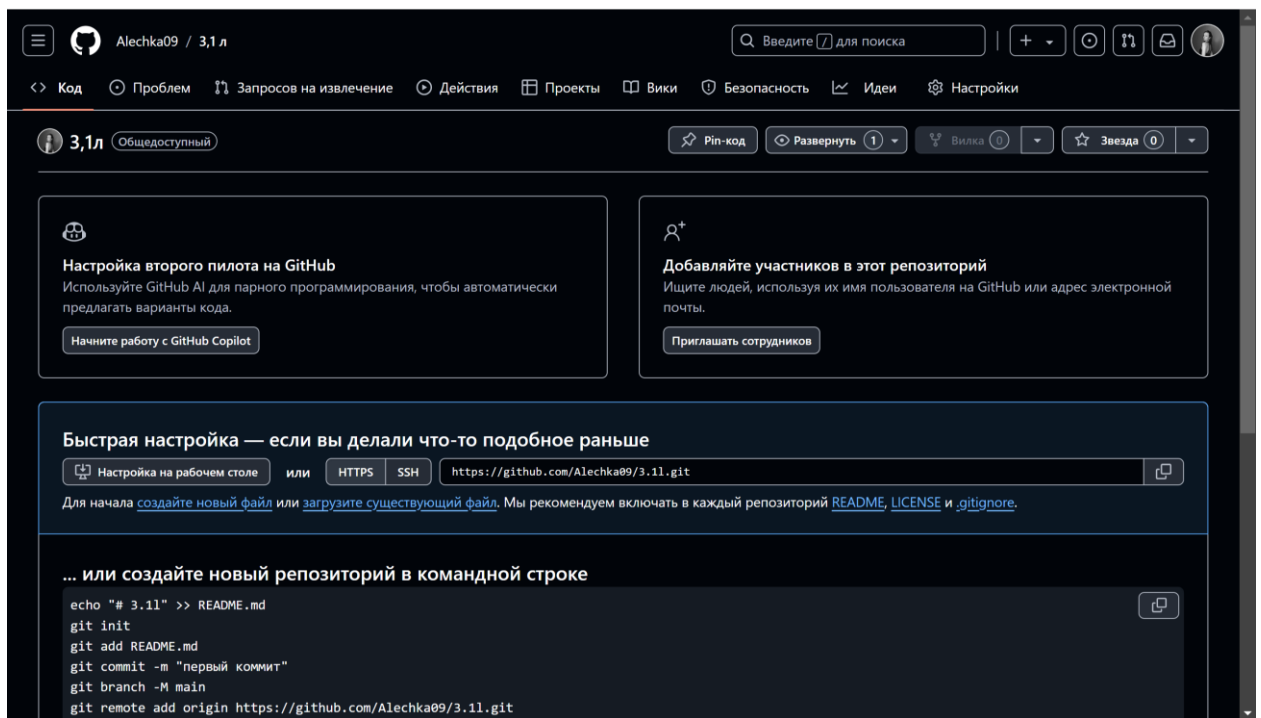 Alechka09 / 3,1 л
Введите / для поиска
Код Проблем Запросов на извлечение Действия Проекты Вики Безопасность Идеи Настройки
3,1л Общедоступный
Pin-код Развернуть 1 Вилка 0 Звезда 0
Настройка второго пилота на GitHub
Используйте GitHub AI для парного программирования, чтобы автоматически
предлагать варианты кода.
Начните работу с GitHub Copilot
Добавляйте участников в этот репозиторий
Ищите людей, используя их имя пользователя на GitHub или адрес электронной
почты.
Приглашать сотрудников
Быстрая настройка — если вы делали что-то подобное раньше
Настройка на рабочем столе или HTTPS SSH https://github.com/Alechka09/3.1l.git
Для начала создайте новый файл или загрузите существующий файл. Мы рекомендуем включать в каждый репозиторий README, LICENSE и .gitignore.
... или создайте новый репозиторий в командной строке
echo "# 3.1l" >> README.md
git init
git add README.md
git commit -m "первый коммит"
git branch -M main
git remote add origin https://github.com/Alechka09/3.1l.git